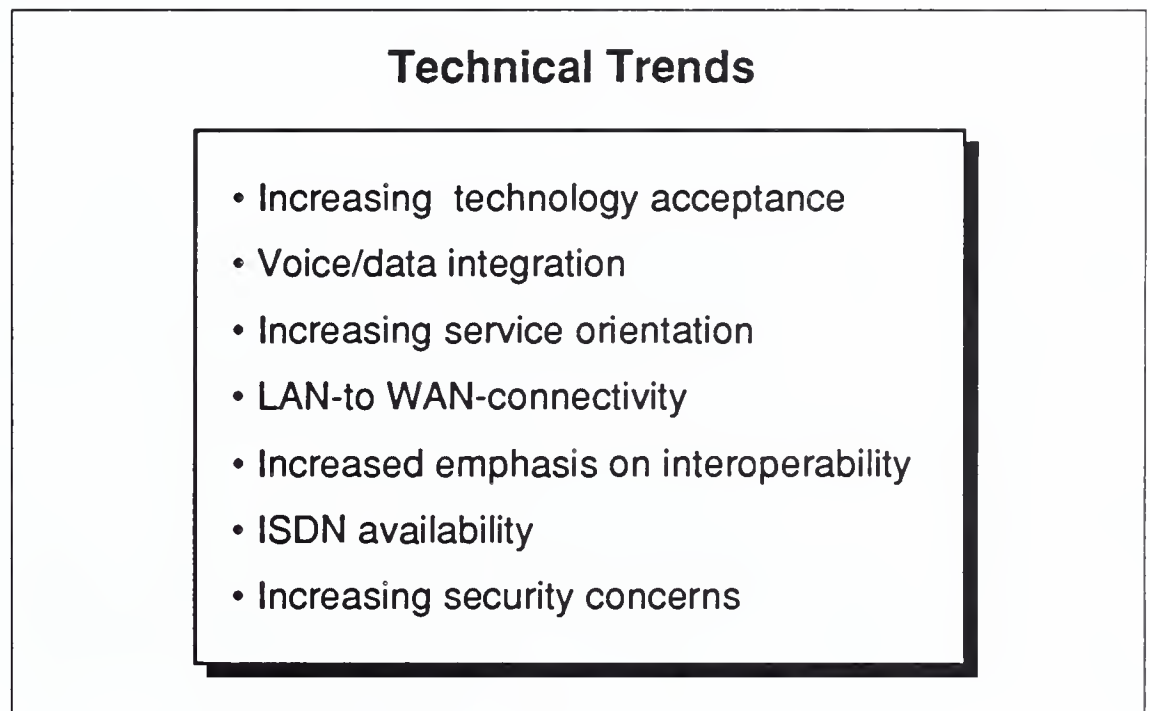 Technical Trends
• Increasing technology acceptance
• Voice/data integration
• Increasing service orientation
• LAN-to WAN-connectivity
• Increased emphasis on interoperability
• ISDN availability
• Increasing security concerns